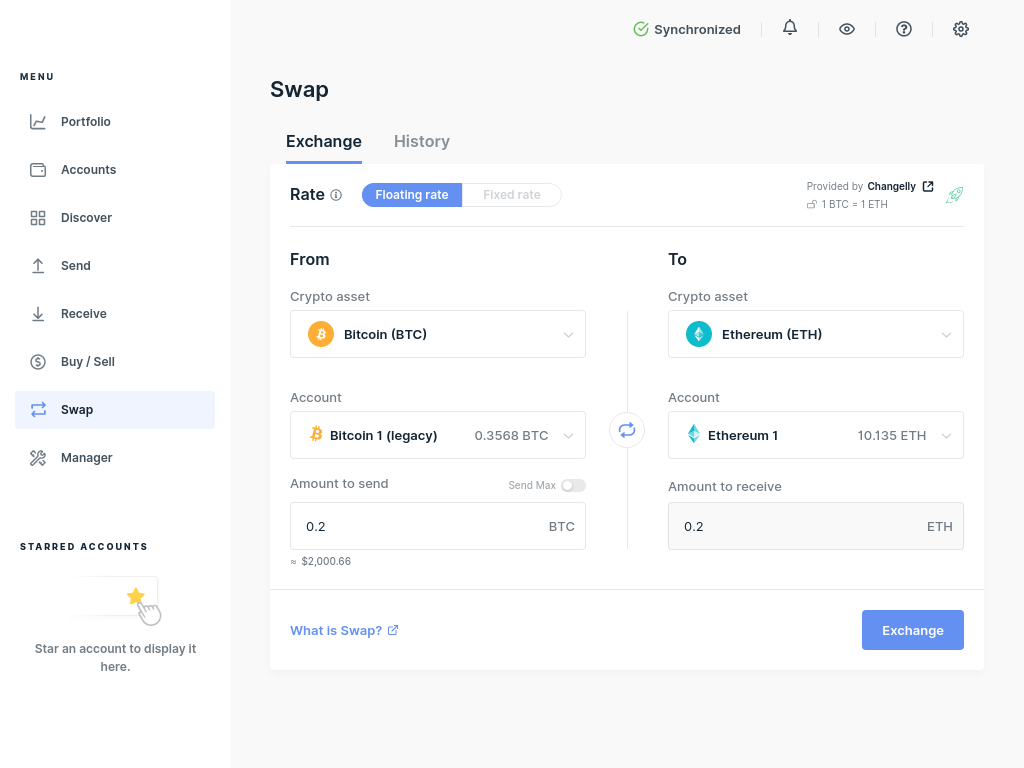 Synchronized
MENU
Portfolio
Accounts
Discover
Send
Receive
Buy / Sell
Swap
Manager
STARRED ACCOUNTS
Star an account to display it
here.
Swap
Exchange History
Rate Floating rate Fixed rate
Provided by Changelly
1 BTC = 1 ETH
From
Crypto asset
Bitcoin (BTC)
Account
Bitcoin 1 (legacy) 0.3568 BTC
Amount to send Send Max
0.2 BTC
≈ $2,000.66
To
Crypto asset
Ethereum (ETH)
Account
Ethereum 1 10.135 ETH
Amount to receive
0.2 ETH
What is Swap?
Exchange